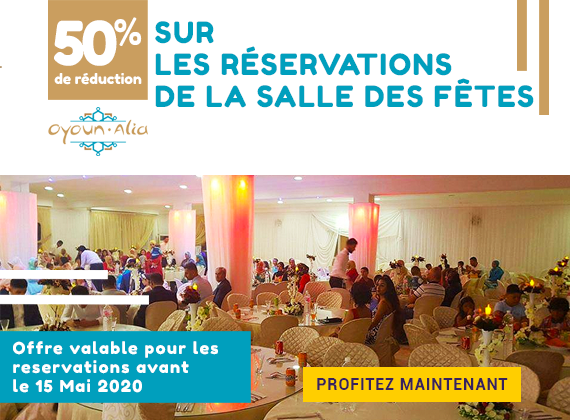 50%
de réduction
SUR
LES RÉSERVATIONS
DE LA SALLE DES FÊTES
oyoun·Alia
Offre valable pour les
reservations avant
le 15 Mai 2020
PROFITEZ MAINTENANT